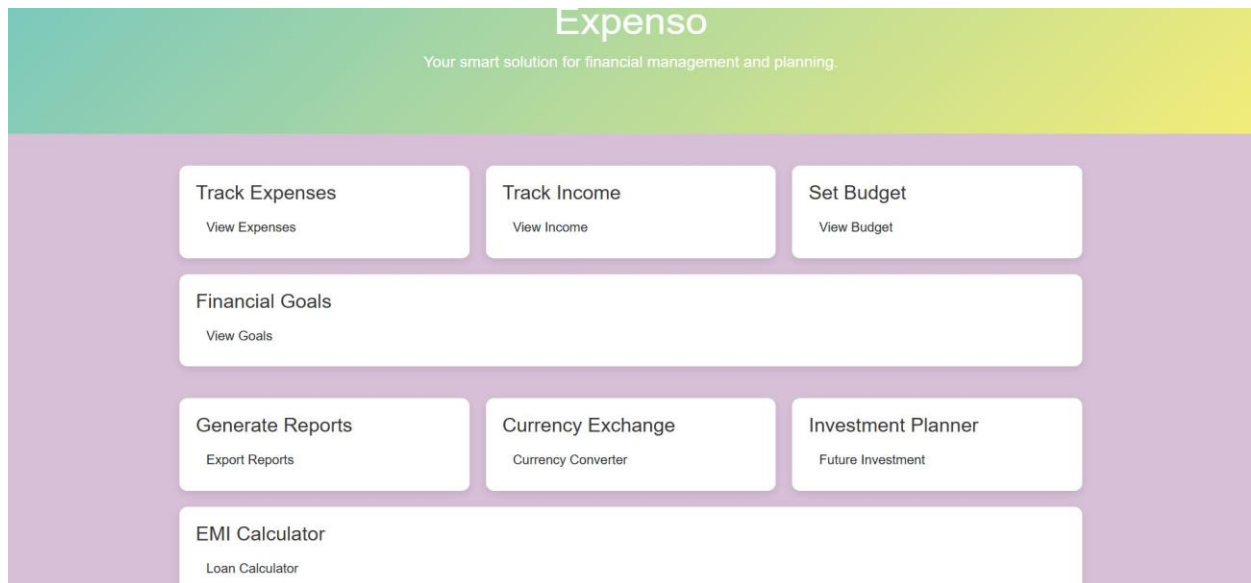 Expenso
Your smart solution for financial management and planning.
Track Expenses
View Expenses
Track Income
View Income
Set Budget
View Budget
Financial Goals
View Goals
Generate Reports
Export Reports
Currency Exchange
Currency Converter
Investment Planner
Future Investment
EMI Calculator
Loan Calculator